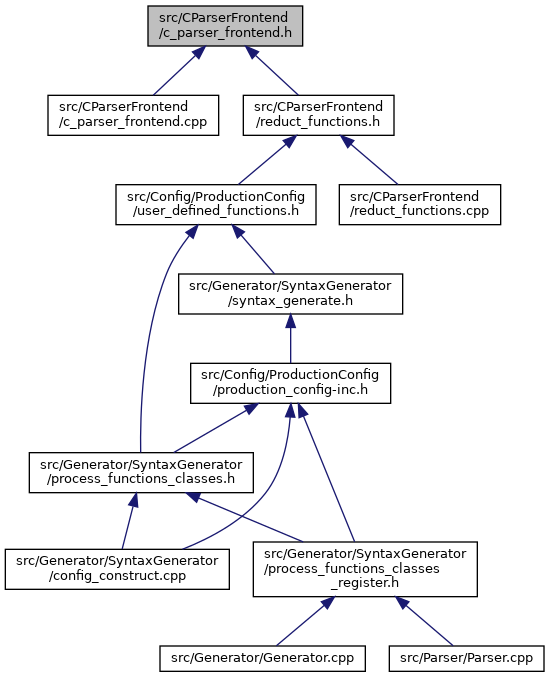 src/CParserFrontend
/c_parser_frontend.h
src/CParserFrontend
/c_parser_frontend.cpp
src/CParserFrontend
/reduct_functions.h
src/Config/ProductionConfig
/user_defined_functions.h
src/CParserFrontend
/reduct_functions.cpp
src/Generator/SyntaxGenerator
/syntax_generate.h
src/Config/ProductionConfig
/production_config-inc.h
src/Generator/SyntaxGenerator
/process_functions_classes.h
src/Generator/SyntaxGenerator
/config_construct.cpp
src/Generator/SyntaxGenerator
/process_functions_classes
_register.h
src/Generator/Generator.cpp
src/Parser/Parser.cpp